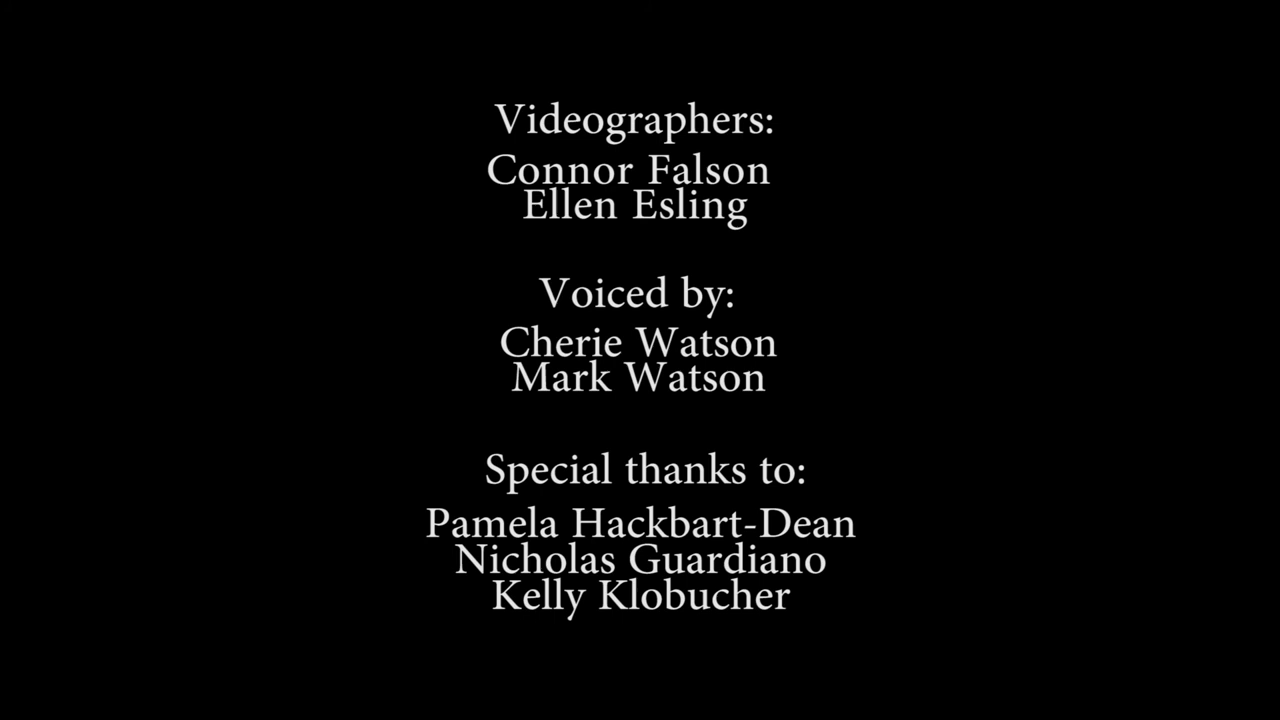 Videographers:
Connor Falson
Ellen Esling
Voiced by:
Cherie Watson
Mark Watson
Special thanks to:
Pamela Hackbart-Dean
Nicholas Guardiano
Kelly Klobucher